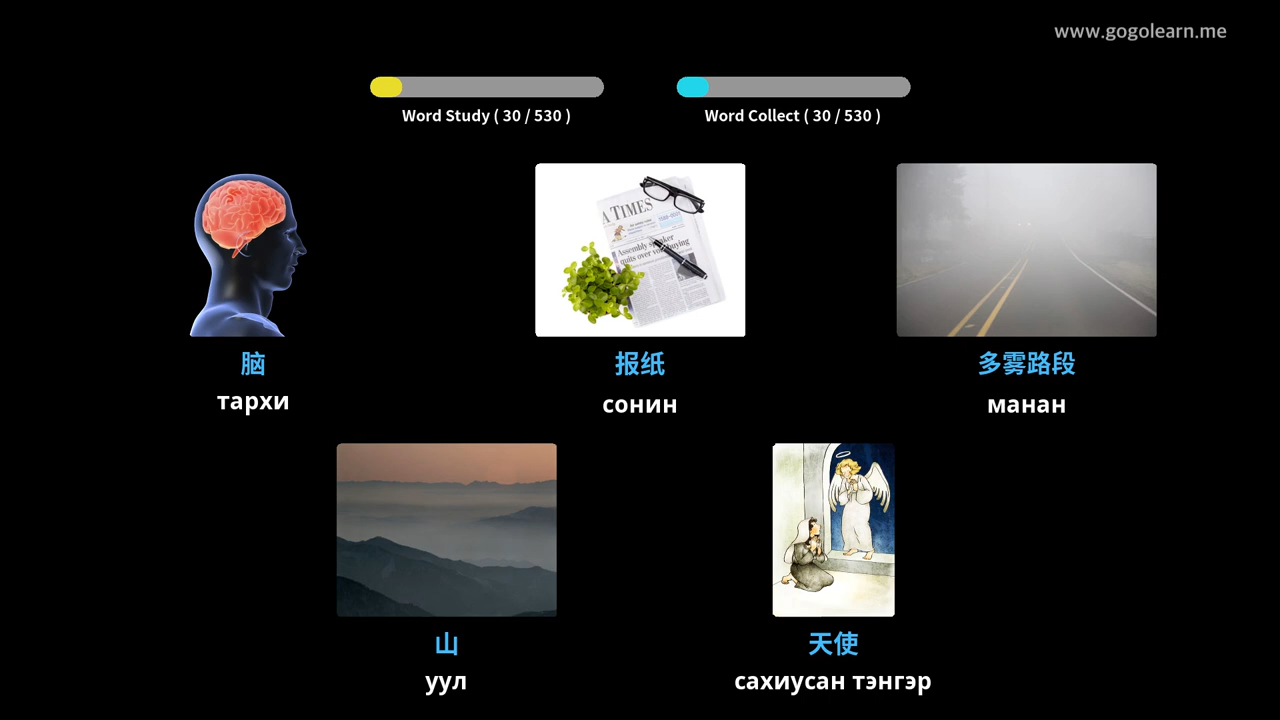 www.gogolearn.me
Word Study ( 30 / 530 )
Word Collect ( 30 / 530 )
A TIMES
脑
报纸
多雾路段
тархи
сонин
манан
山
天使
уул
сахиусан тэнгэр